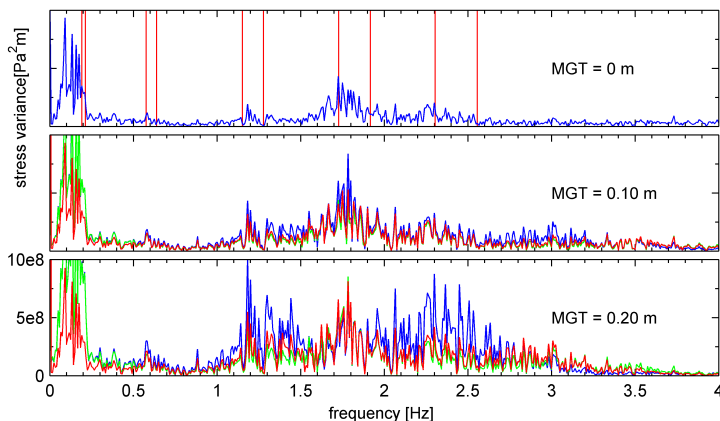 MGT = 0 m
stress variance[Pa²m]
MGT = 0.10 m
10e8
MGT = 0.20 m
5e8
0
0 0.5 1 1.5 2 2.5 3 3.5 4
frequency [Hz]